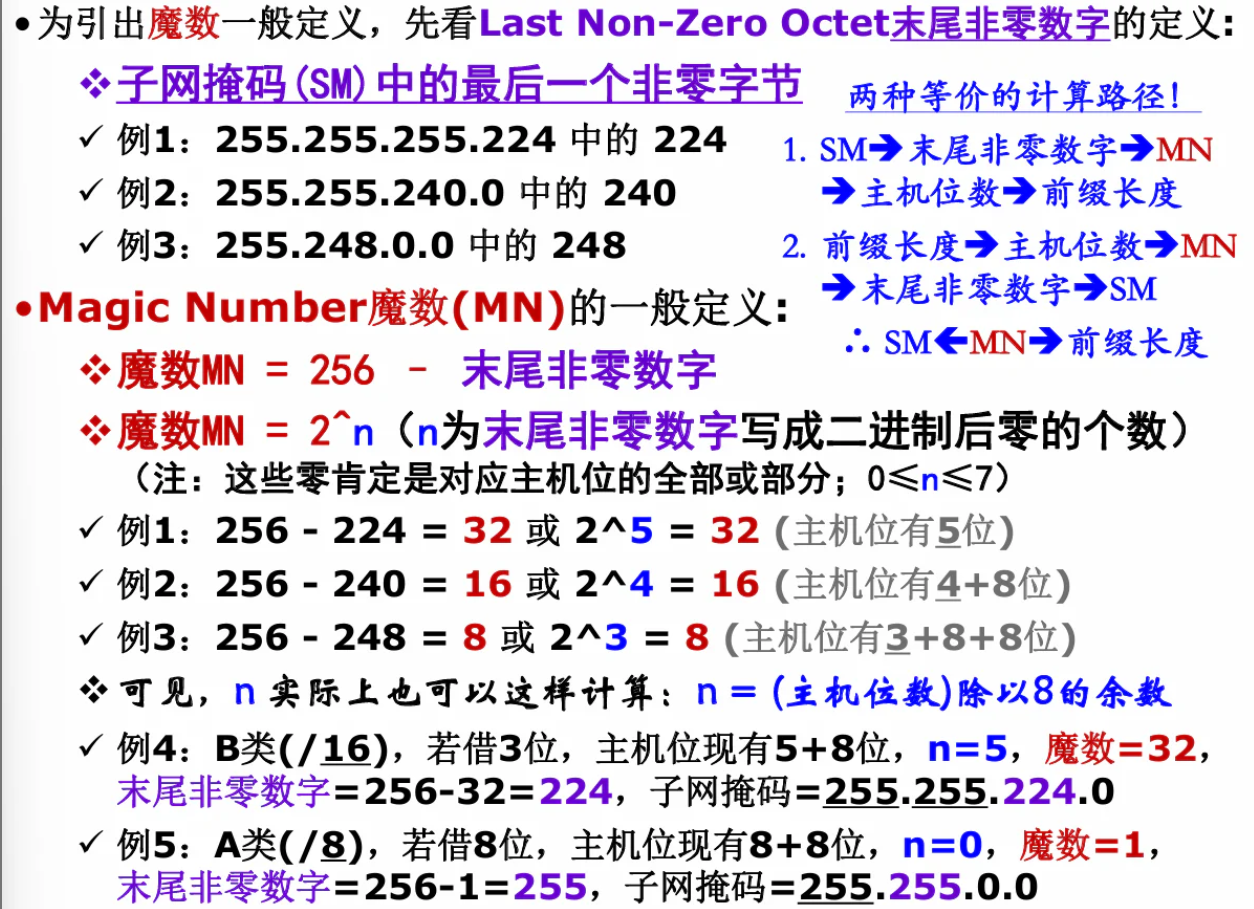 •为引出魔数一般定义，先看Last Non-Zero Octet末尾非零数字的定义:
❖子网掩码(SM)中的最后一个非零字节
✓ 例1：255.255.255.224 中的 224
✓ 例2：255.255.240.0 中的 240
✓ 例3：255.248.0.0 中的 248
两种等价的计算路径！
1. SM➔末尾非零数字➔MN
➔主机位数➔前缀长度
2. 前缀长度➔主机位数➔MN
➔末尾非零数字➔SM
∴ SM🡸MN➔前缀长度
•Magic Number魔数(MN)的一般定义:
❖魔数MN = 256 - 末尾非零数字
❖魔数MN = 2^n（n为末尾非零数字写成二进制后零的个数）
（注：这些零肯定是对应主机位的全部或部分；0≤n≤7）
✓ 例1：256 - 224 = 32 或 2^5 = 32 (主机位有5位)
✓ 例2：256 - 240 = 16 或 2^4 = 16 (主机位有4+8位)
✓ 例3：256 - 248 = 8 或 2^3 = 8 (主机位有3+8+8位)
❖可见，n 实际上也可以这样计算：n = (主机位数)除以8的余数
✓ 例4：B类(/16)，若借3位，主机位现有5+8位，n=5，魔数=32，
末尾非零数字=256-32=224，子网掩码=255.255.224.0
✓ 例5：A类(/8)，若借8位，主机位现有8+8位，n=0，魔数=1，
末尾非零数字=256-1=255，子网掩码=255.255.0.0